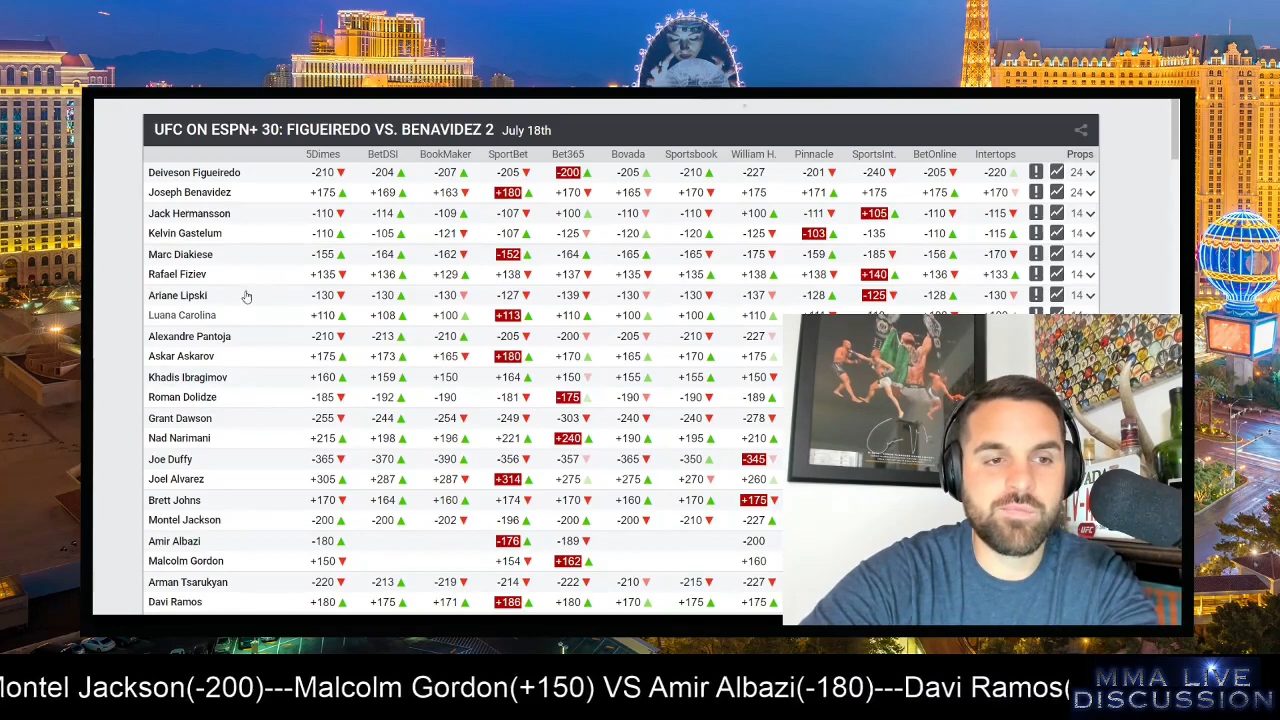 UFC ON ESPN+ 30: FIGUEIREDO VS. BENAVIDEZ 2 July 18th
5Dimes BetDSI BookMaker SportBet Bet365 Bovada Sportsbook William H. Pinnacle SportsInt. BetOnline Intertops Props
Deiveson Figueiredo -210▼ -204▲ -207▲ -205▼ -200▲ -205▲ -210▲ -227 -201▼ -240▼ -205▼ -220▲ 24
Joseph Benavidez +175▲ +169▲ +163▼ +180▲ +170▼ +165▼ +170▼ +175 +171▲ +175 +175▲ +170▼ 24
Jack Hermansson -110▼ -114▲ -109▲ -107▼ +100▲ -110▼ -110▼ +100▲ -111▼ +105▲ -110▼ -115▼ 14
Kelvin Gastelum -110▲ -105▲ -121▼ -107▲ -125▼ -120▲ -110▲ -125▼ -103▲ -135 -110▲ -115▲ 14
Marc Diakiese -155▲ -164▲ -162▼ -152▲ -164▲ -165▲ -165▼ -175▼ -159▲ -185▼ -156▲ -170▼ 14
Rafael Fiziev +135▼ +136▲ +129▲ +138▼ +137▼ +135▼ +135▲ +138▲ +138▼ +140▲ +136▼ +133▲ 14
Ariane Lipski -130▼ -130▲ -130▼ -127▼ -139▼ -130▼ -130▼ -137▼ -128▲ -125▼ -128▲ -130▼ 14
Luana Carolina +110▲ +108▲ +100▲ +113▲ +110▲ +100▲ +100▲ +110▲
Alexandre Pantoja -210▼ -213▲ -210▲ -205▼ -200▼ -205▼ -210▼ -227▼
Askar Askarov +175▲ +173▲ +165▼ +180▲ +170▲ +165▲ +170▲ +175▲
Khadis Ibragimov +160▲ +159▲ +150 +164▲ +150▼ +155▲ +155▲ +150▼
Roman Dolidze -185▼ -192▲ -190 -181▼ -175▲ -190▼ -190▼ -189▲
Grant Dawson -255▼ -244▲ -254▼ -249▼ -303▼ -240▼ -240▼ -278▼
Nad Narimani +215▲ +198▲ +196▲ +221▲ +240▲ +190▲ +195▲ +210▲
Joe Duffy -365▼ -370▲ -390▲ -356▼ -357▼ -365▼ -350▲ -345▼
Joel Alvarez +305▲ +287▲ +287▼ +314▲ +275▲ +275▲ +270▼ +260▲
Brett Johns +170▼ +164▲ +160▲ +174▼ +170▼ +160▲ +170▲ +175▼
Montel Jackson -200▲ -200▲ -202▼ -196▲ -200▲ -200▼ -210▼ -227▲
Amir Albazi -180▲ -176▲ -189▼ -200
Malcolm Gordon +150▼ +154▼ +162▲ +160
Arman Tsarukyan -220▼ -213▲ -219▼ -214▼ -222▼ -210▼ -215▼ -227▼
Davi Ramos +180▲ +175▲ +171▲ +186▲ +180▲ +170▲ +175▲ +175▲
UFC
Montel Jackson(-200)---Malcolm Gordon(+150) VS Amir Albazi(-180)---Davi Ramos(
MMA LIVE
DISCUSSION